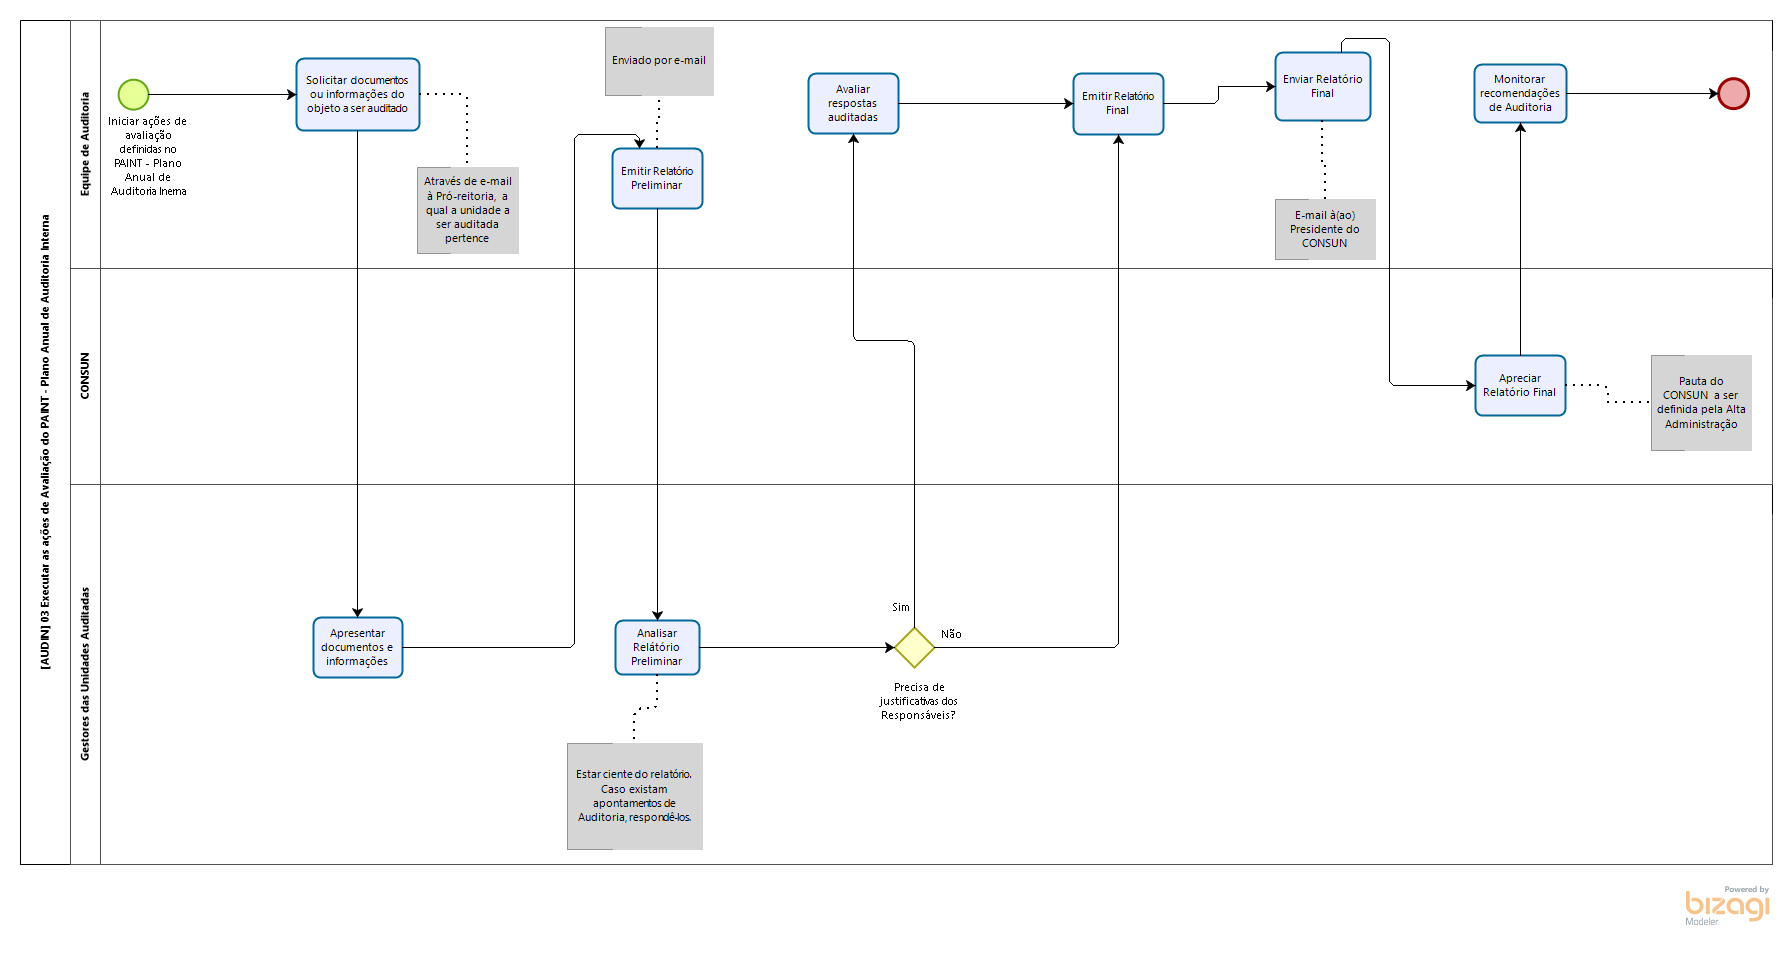 [AUDIN] 03 Executar as ações de Avaliação do PAINT - Plano Anual de Auditoria Interna
Equipe de Auditoria
Iniciar ações de
avaliação
definidas no
PAINT - Plano
Anual de
Auditoria Inerna
Solicitar documentos
ou informações do
objeto a ser auditado
Através de e-mail
à Pró-reitoria, a
qual a unidade a
ser auditada
pertence
Enviado por e-mail
Emitir Relatório
Preliminar
Avaliar
respostas
auditadas
Emitir Relatório
Final
Enviar Relatório
Final
E-mail à(ao)
Presidente do
CONSUN
Monitorar
recomendações
de Auditoria
CONSUN
Apreciar
Relatório Final
Pauta do
CONSUN a ser
definida pela Alta
Administração
Gestores das Unidades Auditadas
Apresentar
documentos e
informações
Analisar
Relátório
Preliminar
Estar ciente do relatório.
Caso existam
apontamentos de
Auditoria, respondê-los.
Sim
Não
Precisa de
justificativas dos
Responsáveis?
Powered by
bizagi
Modeler